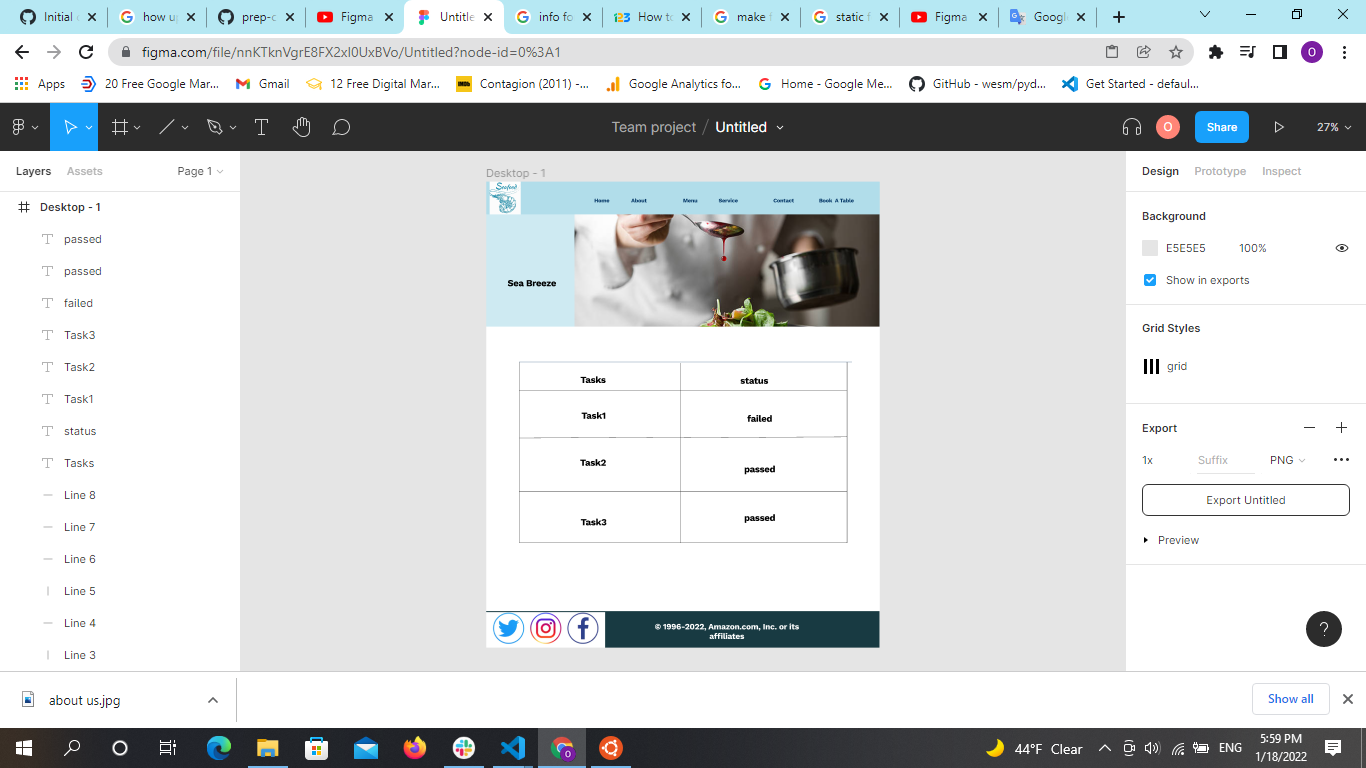 Initial
how up
prep-c
Figma
Untitle
info fo
How to
make f
static f
Figma
Google
figma.com/file/nnKTknVgrE8FX2xI0UxBVo/Untitled?node-id=0%3A1
O
Apps
20 Free Google Mar...
Gmail
12 Free Digital Mar...
IMDb
Contagion (2011) -...
Google Analytics fo...
Home - Google Me...
GitHub - wesm/pyd...
Get Started - defaul...
Team project / Untitled
O
Share
27%
Layers
Assets
Page 1
Desktop - 1
passed
passed
failed
Task3
Task2
Task1
status
Tasks
Line 8
Line 7
Line 6
Line 5
Line 4
Line 3
Desktop - 1
Seafood
Home About Menu Service Contact Book A Table
Sea Breeze
Tasks status
Task1 failed
Task2 passed
Task3 passed
© 1996-2022, Amazon.com, Inc. or its
affiliates
Design
Prototype
Inspect
Background
E5E5E5 100%
Show in exports
Grid Styles
grid
Export
1x Suffix PNG
Export Untitled
Preview
?
about us.jpg
Show all
O
44°F Clear
ENG
5:59 PM
1/18/2022